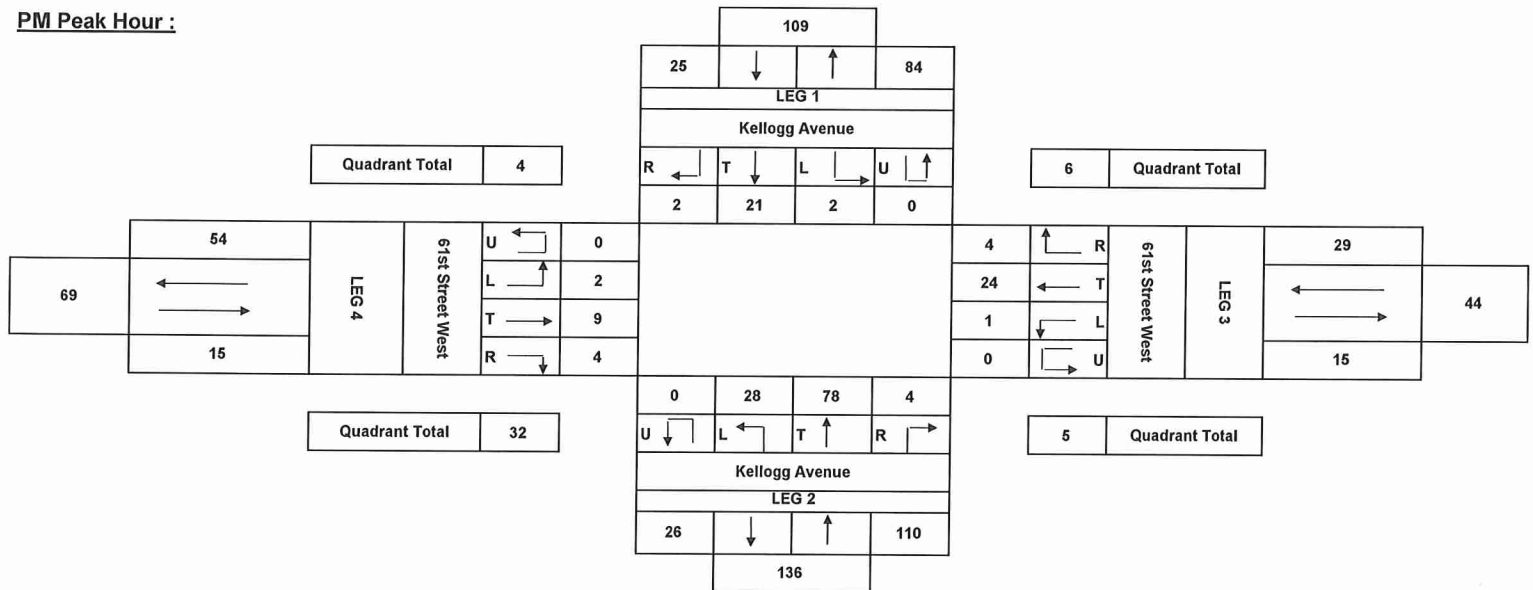 PM Peak Hour :
109
25 84
LEG 1
Kellogg Avenue
Quadrant Total 4
R T L U
6 Quadrant Total
2 21 2 0
54
69
15
LEG 4
61st Street West
U 0
L 2
T 9
R 4
4 R
24 T
1 L
0 U
61st Street West
LEG 3
29
44
15
0 28 78 4
Quadrant Total 32
U L T R
5 Quadrant Total
Kellogg Avenue
LEG 2
26 110
136